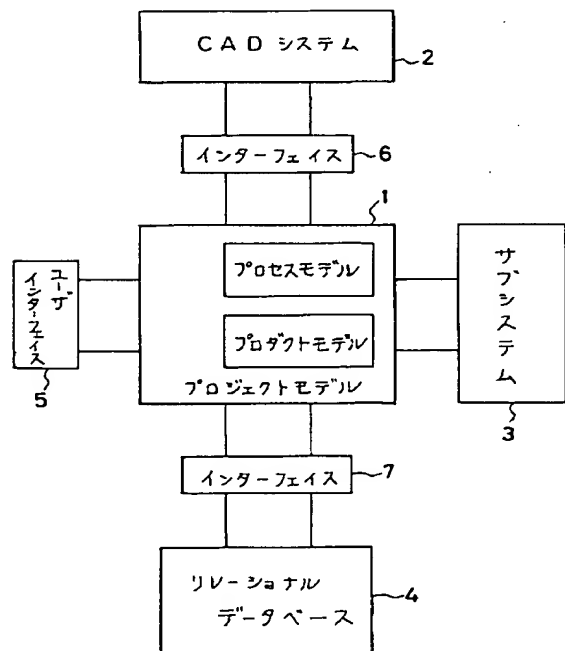 CAD システム
2
インターフェイス
6
1
プロセスモデル
プロダクトモデル
プロジェクトモデル
ユーザ
インターフェイス
5
サブシステム
3
インターフェイス
7
リレーショナル
データベース
4